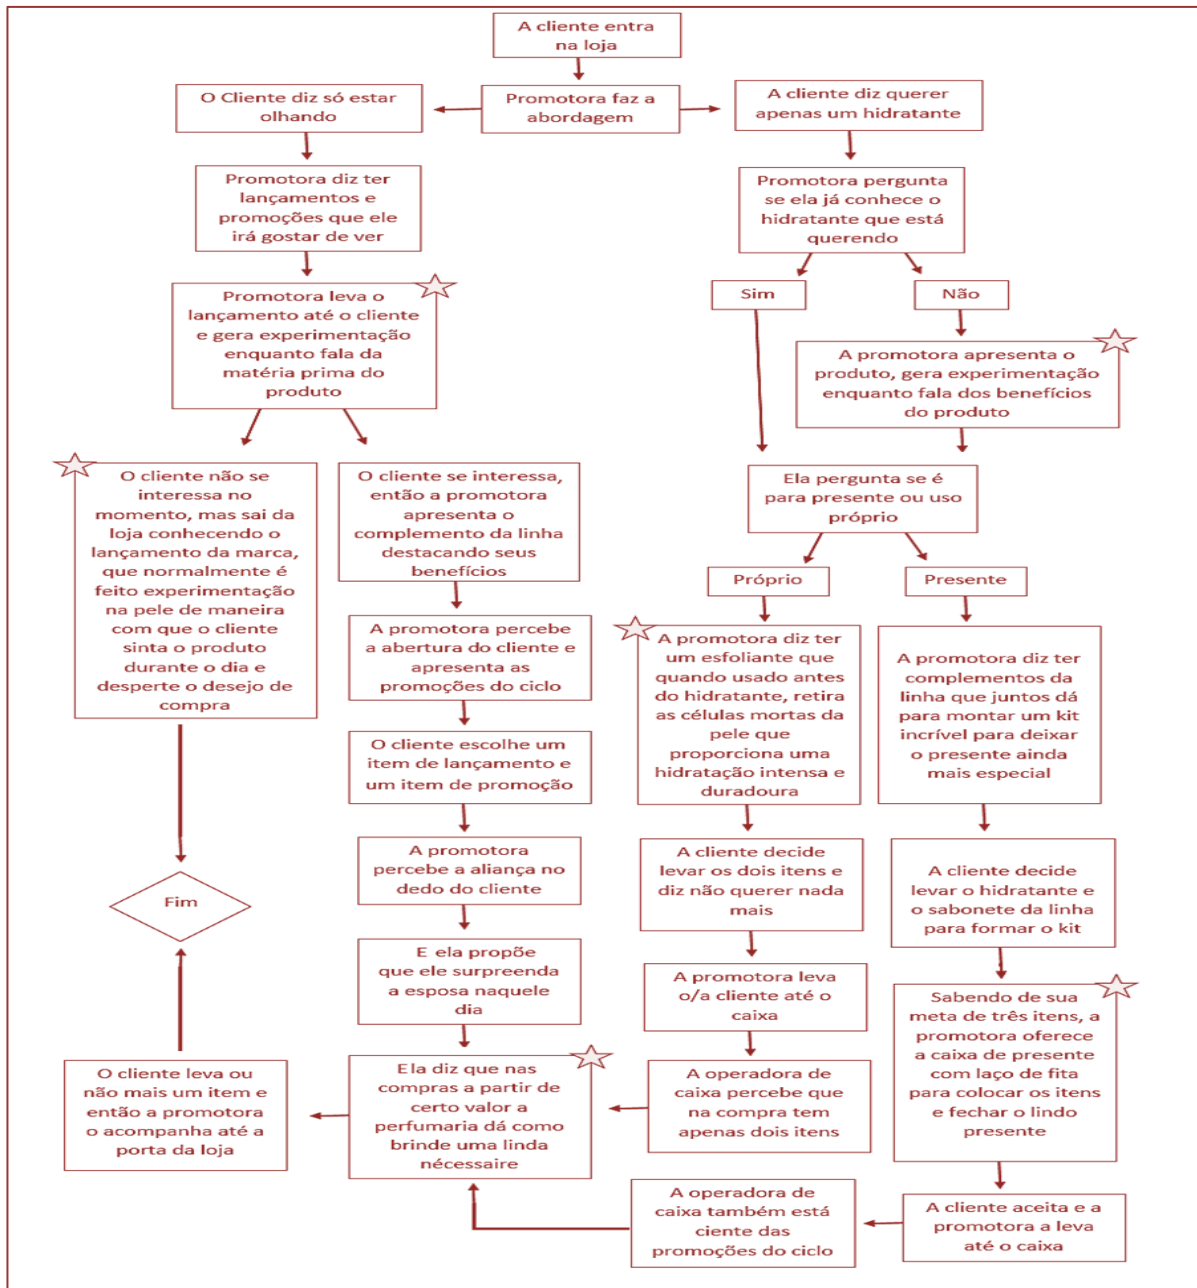 A cliente entra
na loja
O Cliente diz só estar
olhando
Promotora faz a
abordagem
A cliente diz querer
apenas um hidratante
Promotora diz ter
lançamentos e
promoções que ele
irá gostar de ver
Promotora pergunta
se ela já conhece o
hidratante que está
querendo
Sim
Não
Promotora leva o
lançamento até o cliente
e gera experimentação
enquanto fala da
matéria prima do
produto
A promotora apresenta o
produto, gera experimentação
enquanto fala dos benefícios
do produto
O cliente não se
interessa no
momento, mas sai da
loja conhecendo o
lançamento da marca,
que normalmente é
feito experimentação
na pele de maneira
com que o cliente
sinta o produto
durante o dia e
desperte o desejo de
compra
O cliente se interessa,
então a promotora
apresenta o
complemento da linha
destacando seus
benefícios
Ela pergunta se é
para presente ou uso
próprio
Próprio
Presente
A promotora percebe
a abertura do cliente e
apresenta as
promoções do ciclo
A promotora diz ter
um esfoliante que
quando usado antes
do hidratante, retira
as células mortas da
pele que
proporciona uma
hidratação intensa e
duradoura
A promotora diz ter
complementos da
linha que juntos dá
para montar um kit
incrível para deixar
o presente ainda
mais especial
O cliente escolhe um
item de lançamento e
um item de promoção
A promotora
percebe a aliança no
dedo do cliente
A cliente decide
levar os dois itens e
diz não querer nada
mais
A cliente decide
levar o hidratante e
o sabonete da linha
para formar o kit
Fim
E ela propõe
que ele surpreenda
a esposa naquele
dia
A promotora leva
o/a cliente até o
caixa
Sabendo de sua
meta de três itens, a
promotora oferece
a caixa de presente
com laço de fita
para colocar os itens
e fechar o lindo
presente
O cliente leva ou
não mais um item e
então a promotora
o acompanha até a
porta da loja
Ela diz que nas
compras a partir de
certo valor a
perfumaria dá como
brinde uma linda
nécessaire
A operadora de
caixa percebe que
na compra tem
apenas dois itens
A operadora de
caixa também está
ciente das
promoções do ciclo
A cliente aceita e a
promotora a leva
até o caixa